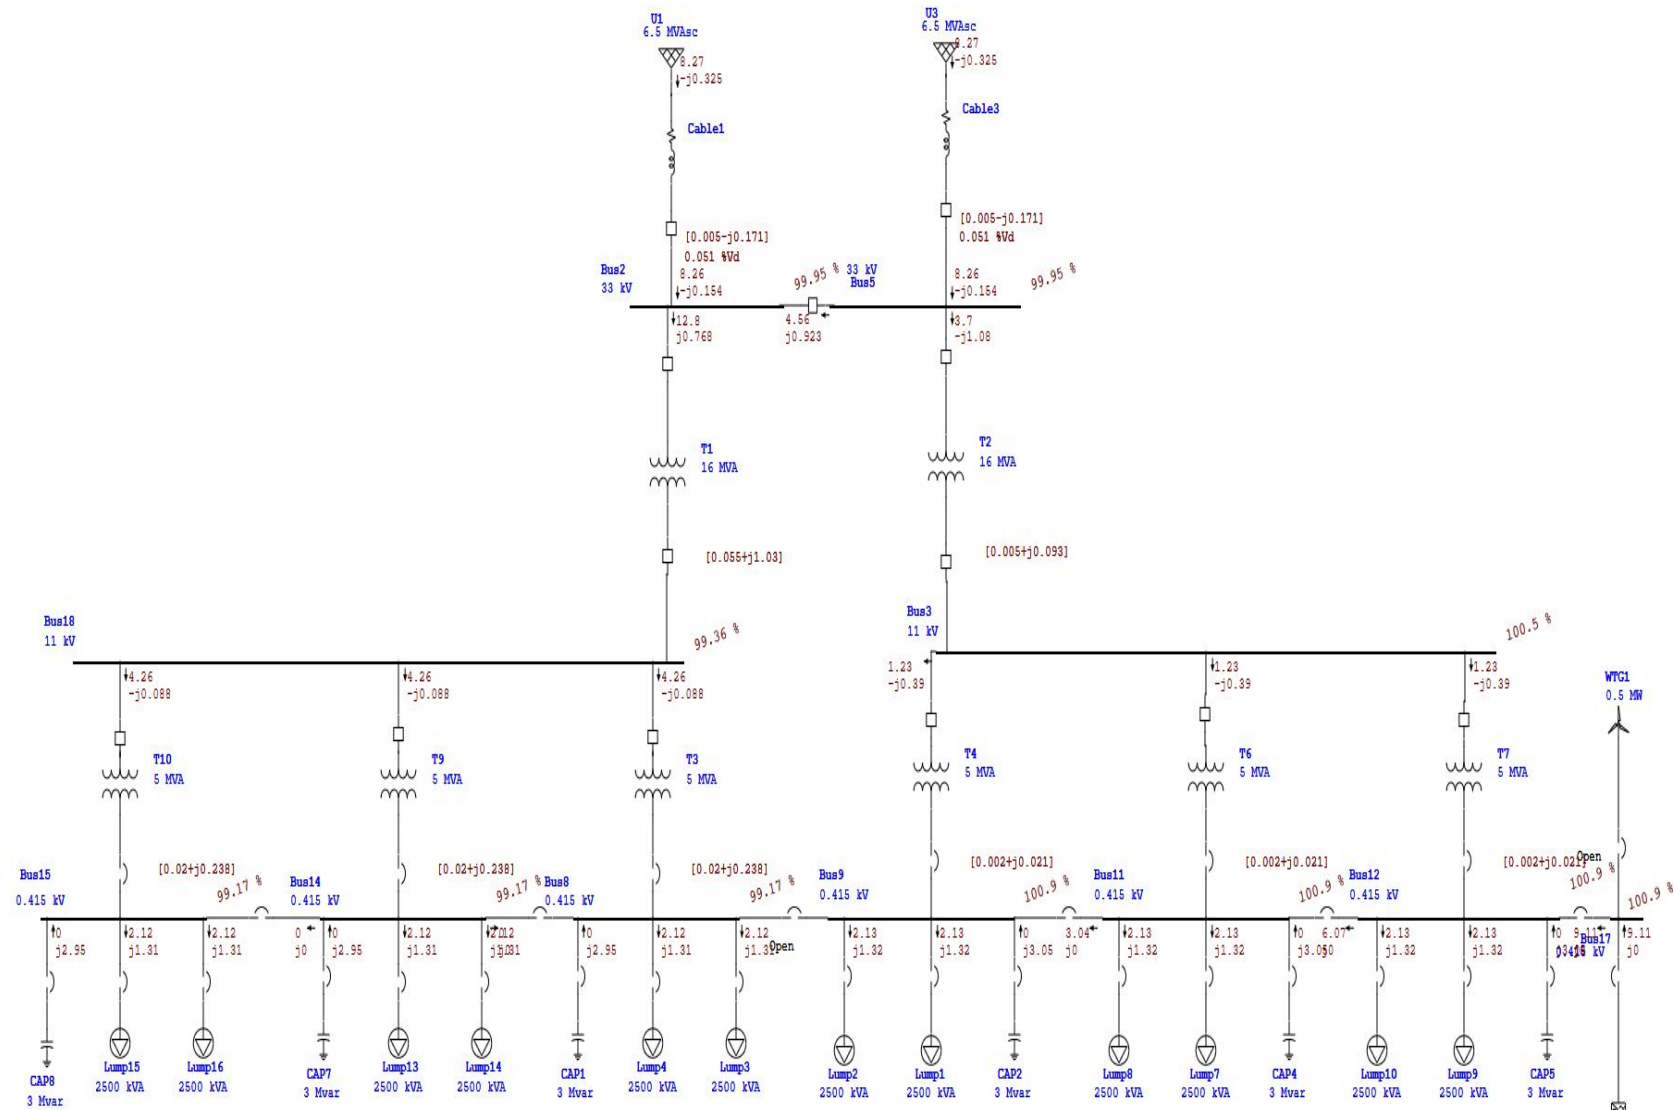 U1
6.5 MVAsc
U3
6.5 MVAsc
8.27
-j0.325
8.27
-j0.325
Cable1
Cable3
[0.005-j0.171]
0.051 %Vd
[0.005-j0.171]
0.051 %Vd
Bus2
33 kV
8.26
-j0.154
99.95 %
33 kV
Bus5
8.26
-j0.154
99.95 %
12.8
j0.768
4.56
j0.923
3.7
-j1.08
T1
16 MVA
T2
16 MVA
[0.055+j1.03]
[0.005+j0.093]
Bus18
11 kV
99.36 %
Bus3
11 kV
100.5 %
4.26
-j0.088
4.26
-j0.088
4.26
-j0.088
1.23
-j0.39
1.23
-j0.39
1.23
-j0.39
WTG1
0.5 MW
T10
5 MVA
T9
5 MVA
T3
5 MVA
T4
5 MVA
T6
5 MVA
T7
5 MVA
Bus15
0.415 kV
[0.02+j0.238]
99.17 %
Bus14
0.415 kV
[0.02+j0.238]
99.17 %
Bus8
0.415 kV
[0.02+j0.238]
99.17 %
Bus9
0.415 kV
[0.002+j0.021]
100.9 %
Bus11
0.415 kV
[0.002+j0.021]
100.9 %
Bus12
0.415 kV
[0.002+j0.021]
Open
100.9 %
100.9 %
0
j2.95
2.12
j1.31
2.12
j1.31
0
j0
0
j2.95
2.12
j1.31
0
j2.95
2.12
j1.31
2.12
j1.31
Open
2.13
j1.32
2.13
j1.32
0
j3.05
3.04
j0
2.13
j1.32
2.13
j1.32
0
6.07
2.13
j1.32
2.13
j1.32
0
Bus17
9.11
j0
CAP8
3 Mvar
Lump15
2500 kVA
Lump16
2500 kVA
CAP7
3 Mvar
Lump13
2500 kVA
Lump14
2500 kVA
CAP1
3 Mvar
Lump4
2500 kVA
Lump3
2500 kVA
Lump2
2500 kVA
Lump1
2500 kVA
CAP2
3 Mvar
Lump8
2500 kVA
Lump7
2500 kVA
CAP4
3 Mvar
Lump10
2500 kVA
Lump9
2500 kVA
CAP5
3 Mvar